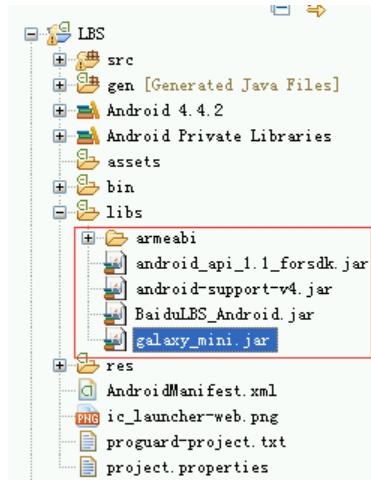 LBS
src
gen [Generated Java Files]
Android 4.4.2
Android Private Libraries
assets
bin
libs
armeabi
android_api_1.1_forsdk.jar
android-support-v4.jar
BaiduLBS_Android.jar
galaxy_mini.jar
res
AndroidManifest.xml
ic_launcher-web.png
proguard-project.txt
project.properties